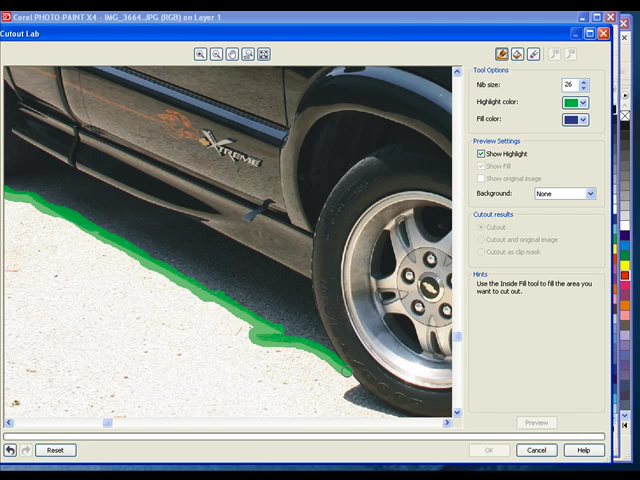 Corel PHOTO-PAINT X4 - IMG_3664.JPG (RGB) on Layer 1
Cutout Lab
Tool Options
Nib size: 26
Highlight color:
Fill color:
Preview Settings
Show Highlight
Show Fill
Show original image
Background: None
Cutout results
Cutout
Cutout and original image
Cutout as clip mask
Hints
Use the Inside Fill tool to fill the area you
want to cut out.
XTREME
Preview
Reset
OK
Cancel
Help